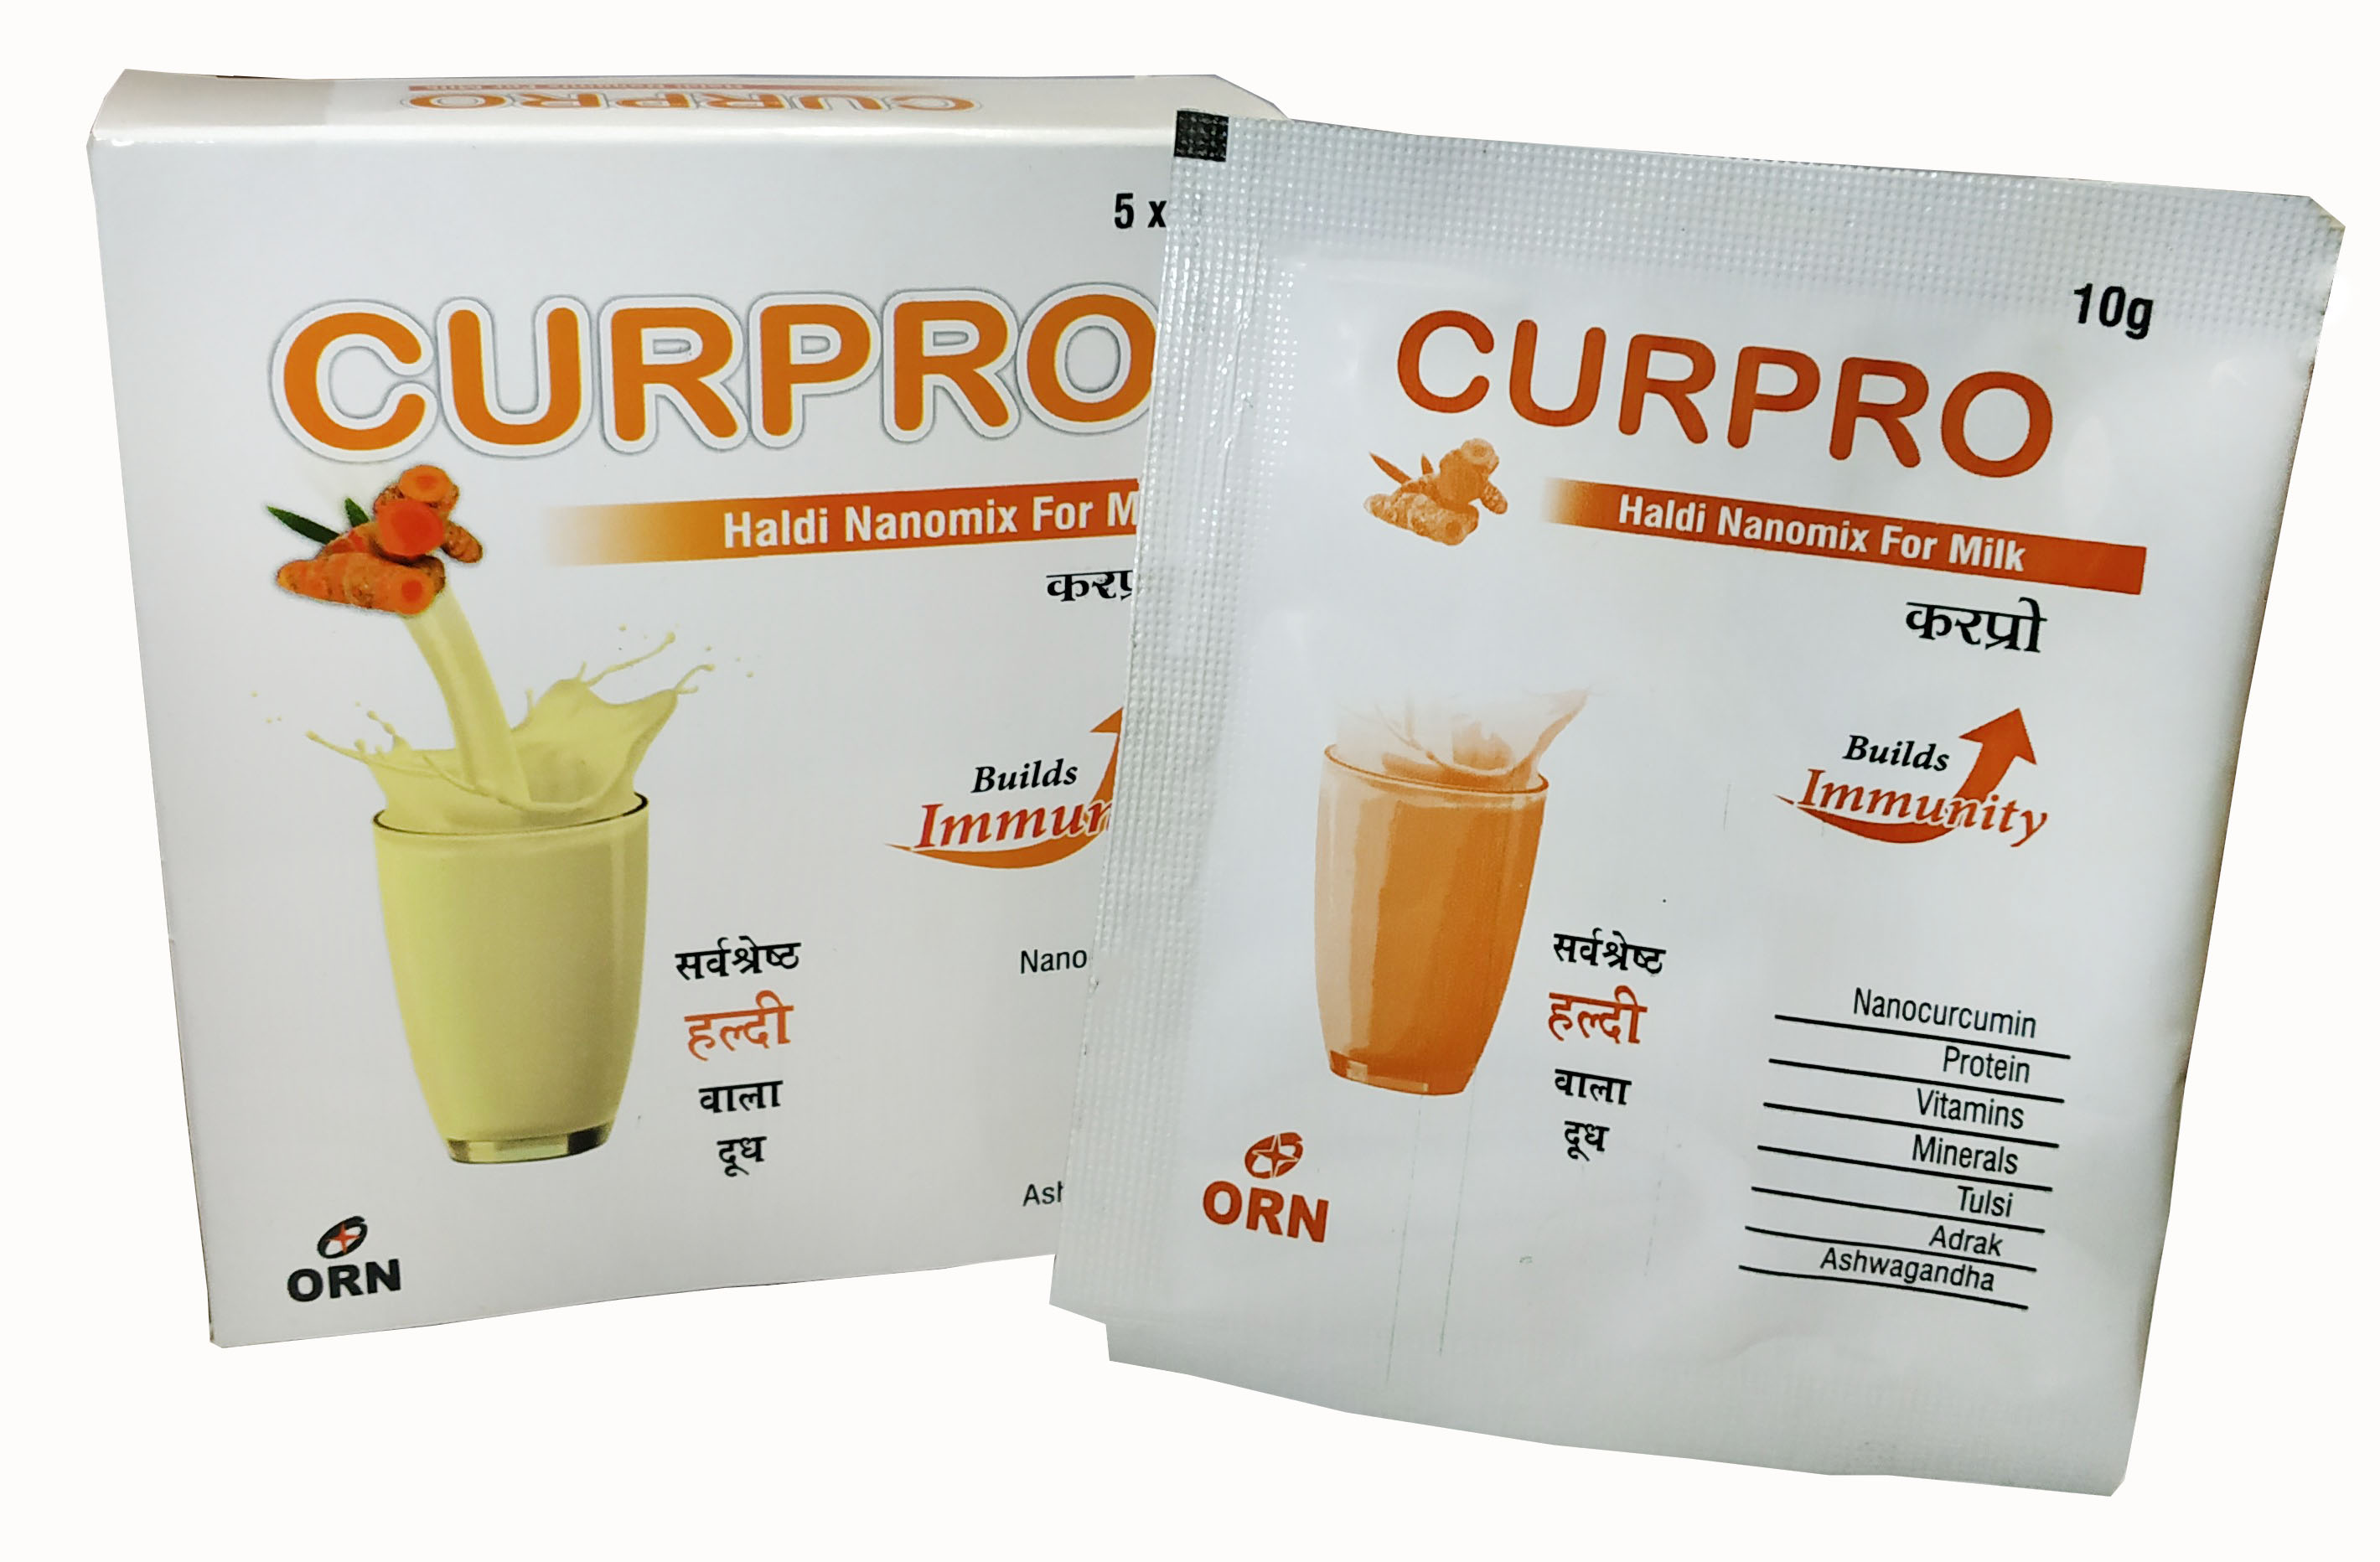 CURPRO
5 x
CURPRO
Haldi Nanomix For M
करप्र
Builds
Immun
सर्वश्रेष्ट
हल्दी
वाला
दूध
Nano
Ash
ORN
10g
CURPRO
Haldi Nanomix For Milk
करप्रो
Builds
Immunity
सर्वश्रेष्ट
हल्दी
वाला
दूध
Nanocurcumin
Protein
Vitamins
Minerals
Tulsi
Adrak
Ashwagandha
ORN